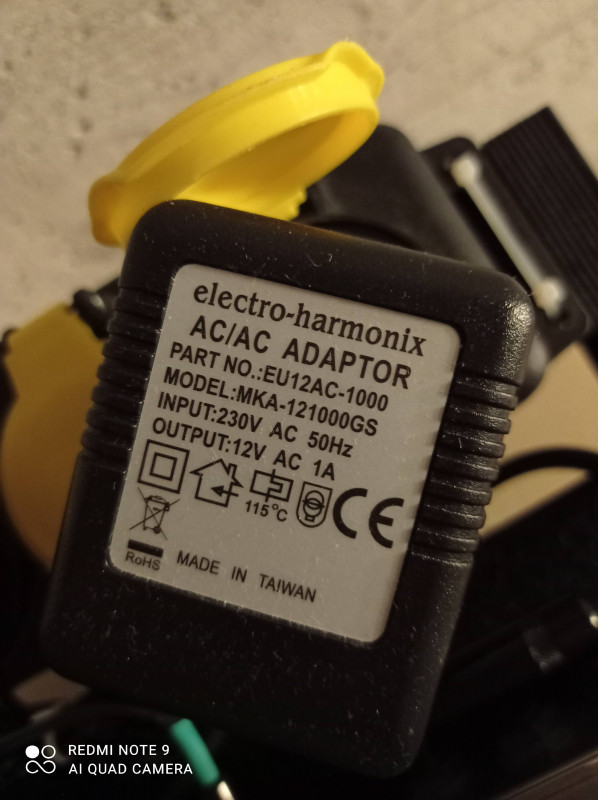 electro-harmonix
AC/AC ADAPTOR
PART NO.:EU12AC-1000
MODEL:MKA-121000GS
INPUT:230V AC 50Hz
OUTPUT:12V AC 1A
115°C
CE
RoHS
MADE IN TAIWAN
REDMI NOTE 9
AI QUAD CAMERA